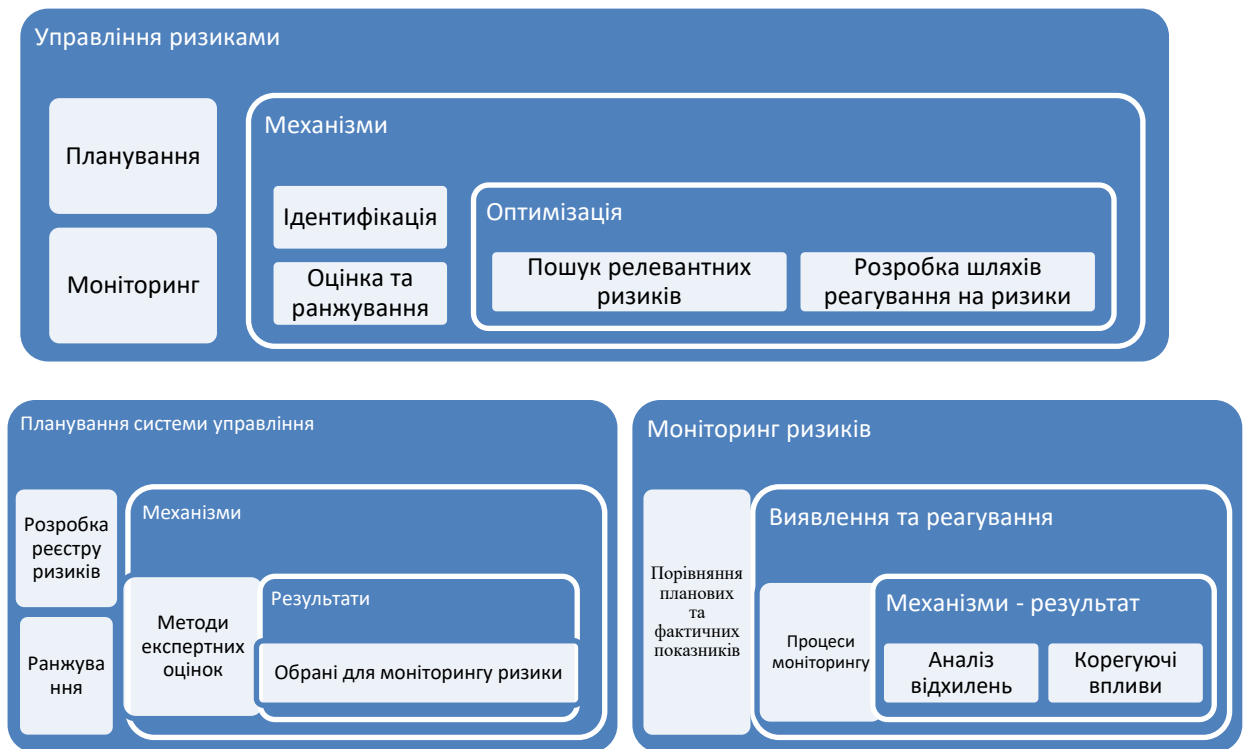 Управління ризиками
Планування
Моніторинг
Механізми
Ідентифікація
Оцінка та
ранжування
Оптимізація
Пошук релевантних
ризиків
Розробка шляхів
реагування на ризики
Планування системи управління
Розробка
реєстру
ризиків
Ранжува
ння
Механізми
Методи
експертних
оцінок
Результати
Обрані для моніторингу ризики
Моніторинг ризиків
Порівняння
планових
та
фактичних
показників
Виявлення та реагування
Процеси
моніторингу
Механізми - результат
Аналіз
відхилень
Корегуючі
впливи